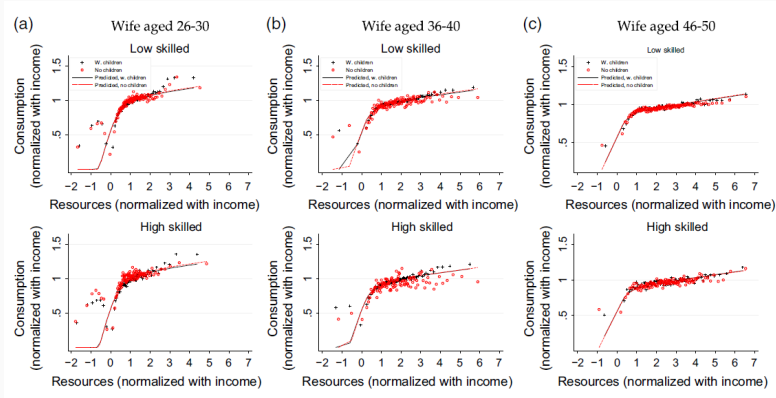 (a) Wife aged 26-30
Low skilled
+ W. children
○ No children
Predicted, w. children
Predicted, no children
Consumption
(normalized with income)
1.5
1
.5
−2 −1 0 1 2 3 4 5 6 7
Resources (normalized with income)
High skilled
Consumption
(normalized with income)
1.5
1
.5
−2 −1 0 1 2 3 4 5 6 7
Resources (normalized with income)
(b) Wife aged 36-40
Low skilled
+ W. children
○ No children
Predicted, w. children
Predicted, no children
Consumption
(normalized with income)
1.5
1
.5
−2 −1 0 1 2 3 4 5 6 7
Resources (normalized with income)
High skilled
Consumption
(normalized with income)
1.5
1
.5
−2 −1 0 1 2 3 4 5 6 7
Resources (normalized with income)
(c) Wife aged 46-50
Low skilled
+ W. children
○ No children
Predicted, w. children
Predicted, no children
Consumption
(normalized with income)
1.5
1
.5
−2 −1 0 1 2 3 4 5 6 7
Resources (normalized with income)
High skilled
Consumption
(normalized with income)
1.5
1
.5
−2 −1 0 1 2 3 4 5 6 7
Resources (normalized with income)